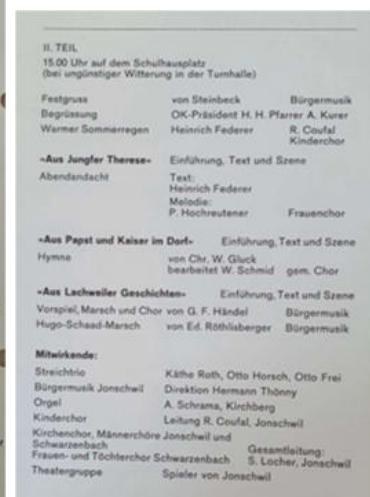 II. TEIL
15.00 Uhr auf dem Schulhausplatz
(bei ungünstiger Witterung in der Turnhalle)
Festgruss von Steinbeck Bürgermusik
Begrüssung OK-Präsident H. H. Pfarrer A. Kurer
Warmer Sommerregen Heinrich Federer R. Coufal
Kinderchor
«Aus Jungfer Therese» Einführung, Text und Szene
Abendandacht Text:
Heinrich Federer
Melodie:
P. Hochreutener Frauenchor
«Aus Papst und Kaiser im Dorf» Einführung, Text und Szene
Hymne von Chr. W. Gluck
bearbeitet W. Schmid gem. Chor
«Aus Lachweiler Geschichten» Einführung, Text und Szene
Vorspiel, Marsch und Chor von G. F. Händel Bürgermusik
Hugo-Schaad-Marsch von Ed. Röthlisberger Bürgermusik
Mitwirkende:
Streichtrio Käthe Roth, Otto Horsch, Otto Frei
Bürgermusik Jonschwil Direktion Hermann Thönny
Orgel A. Schrama, Kirchberg
Kinderchor Leitung R. Coufal, Jonschwil
Kirchenchor, Männerchöre Jonschwil und
Schwarzenbach Gesamtleitung:
Frauen- und Töchterchor Schwarzenbach S. Locher, Jonschwil
Theatergruppe Spieler von Jonschwil